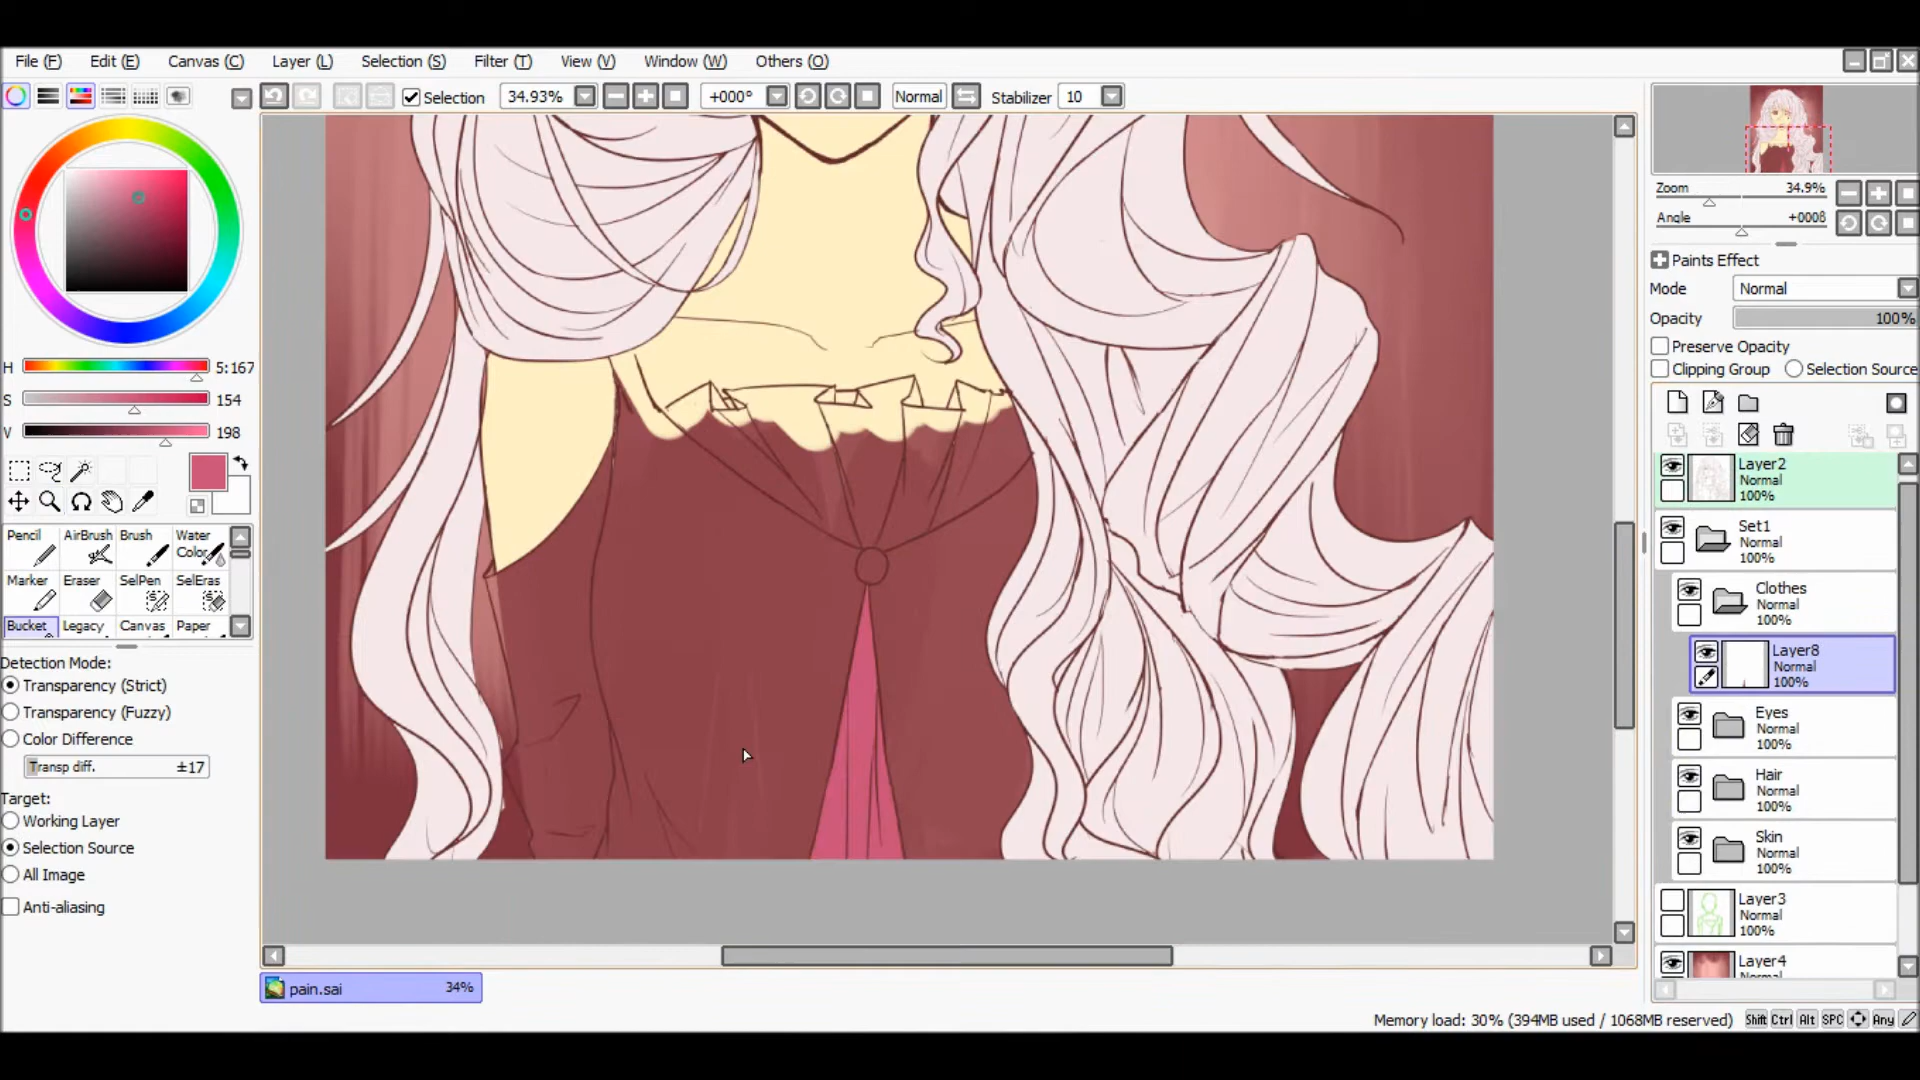 File (F) Edit (E) Canvas (C) Layer (L) Selection (S) Filter (T) View (V) Window (W) Others (O)
Selection 34.93% +000° Normal Stabilizer 10
Zoom 34.9%
Angle +000
Paints Effect
Mode Normal
Opacity 100%
Preserve Opacity
Clipping Group Selection Source
H 5:167
S 154
V 198
Pencil AirBrush Brush Water Color
Marker Eraser SelPen SelEras
Bucket Legacy Canvas Paper
Detection Mode:
Transparency (Strict)
Transparency (Fuzzy)
Color Difference
Transp diff. ±17
Target:
Working Layer
Selection Source
All Image
Anti-aliasing
Layer2
Normal
100%
Set1
Normal
100%
Clothes
Normal
100%
Layer8
Normal
100%
Eyes
Normal
100%
Hair
Normal
100%
Skin
Normal
100%
Layer3
Normal
100%
Layer4
Normal
pain.sai 34%
Memory load: 30% (394MB used / 1068MB reserved) Shift Ctrl Alt SPC Any